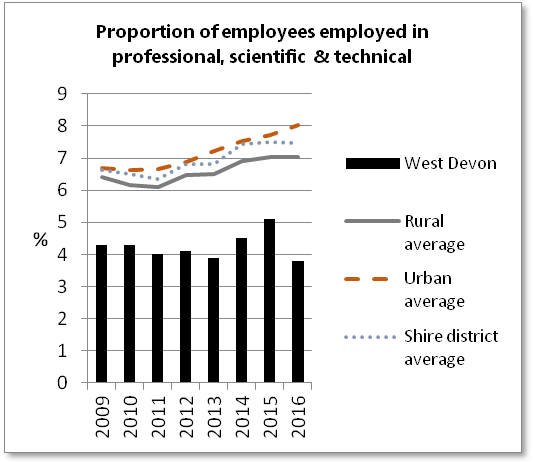 Proportion of employees employed in
professional, scientific & technical
9
8
7
6
5
4
3
2
1
0
%
2009
2010
2011
2012
2013
2014
2015
2016
West Devon
Rural
average
Urban
average
Shire district
average